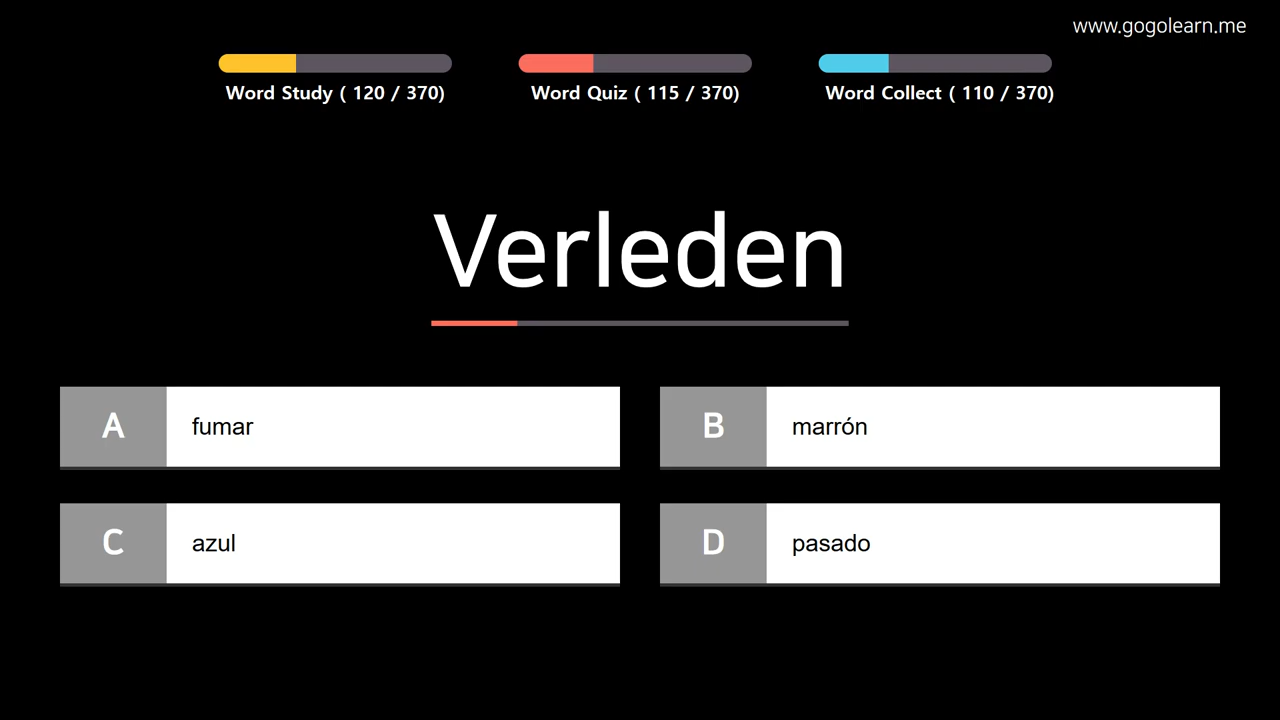 www.gogolearn.me
Word Study ( 120 / 370)
Word Quiz ( 115 / 370)
Word Collect ( 110 / 370)
Verleden
A fumar
B marrón
C azul
D pasado